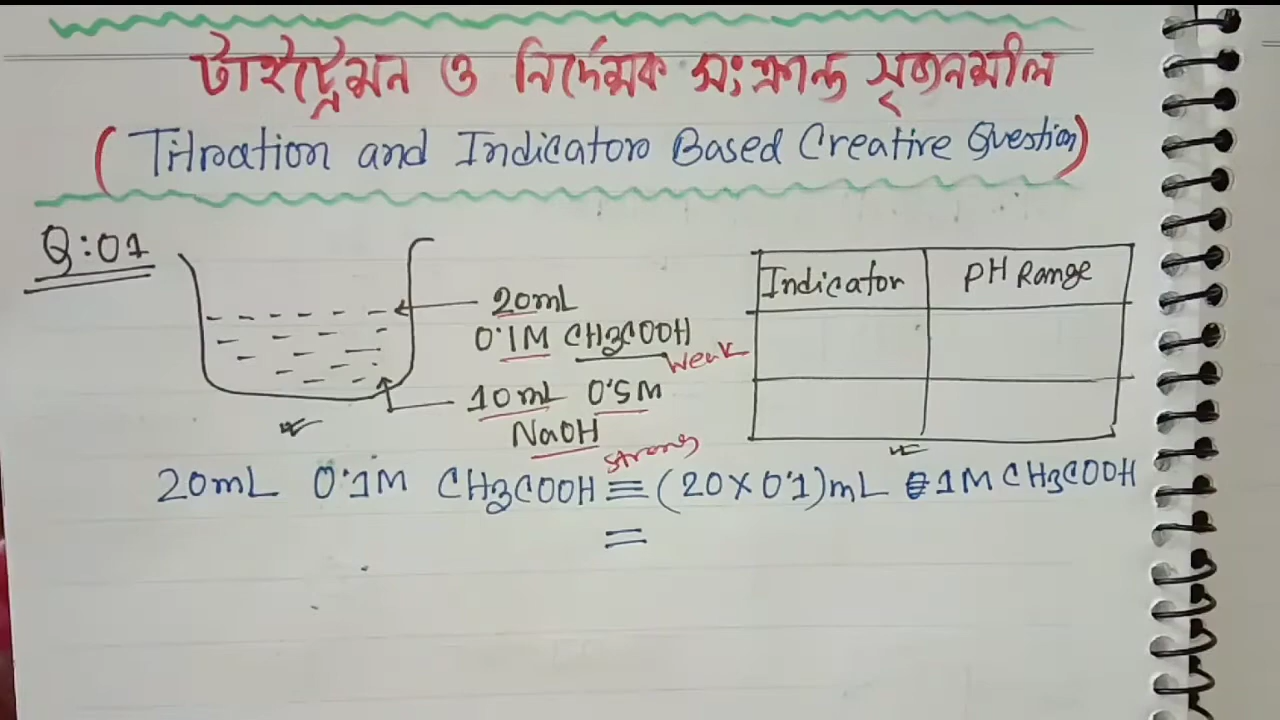 টাইট্রেশন ও নির্দেশক সংক্রান্ত সৃজনশীল
(Titration and Indicator Based Creative Question)
Q:01
20mL
0.1M CH3COOH
Weak
10mL 0.5M
NaOH
strong
Indicator PH Range
20mL 0.1M CH3COOH ≡ (20×0.1)mL 1M CH3COOH
=